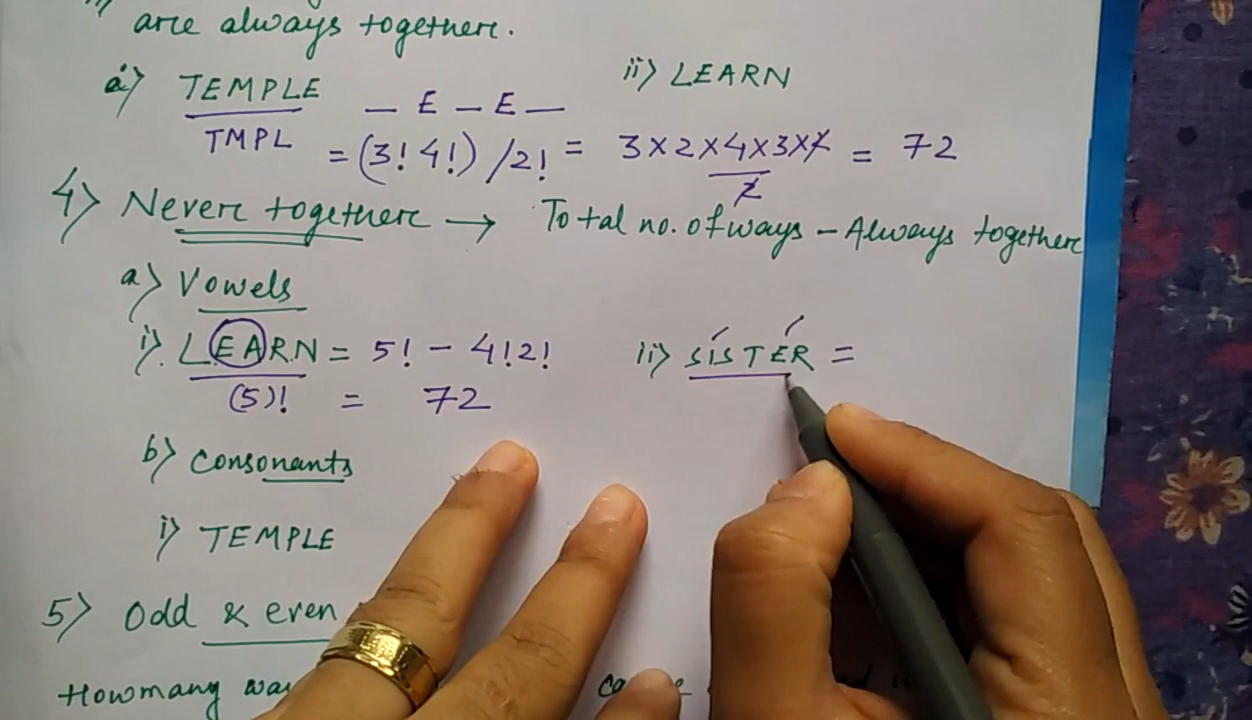 are always together.
a) TEMPLE
ii) LEARN
_ E _ E _
TMPL = (3! 4!) / 2! = 3×2×4×3×2 / 2 = 72
4) Never together → Total no. of ways – Always together
a) Vowels
i) LEARN = 5! – 4! 2!
(5)! = 72
ii) SISTER =
b) Consonants
i) TEMPLE
5) Odd & even
How many